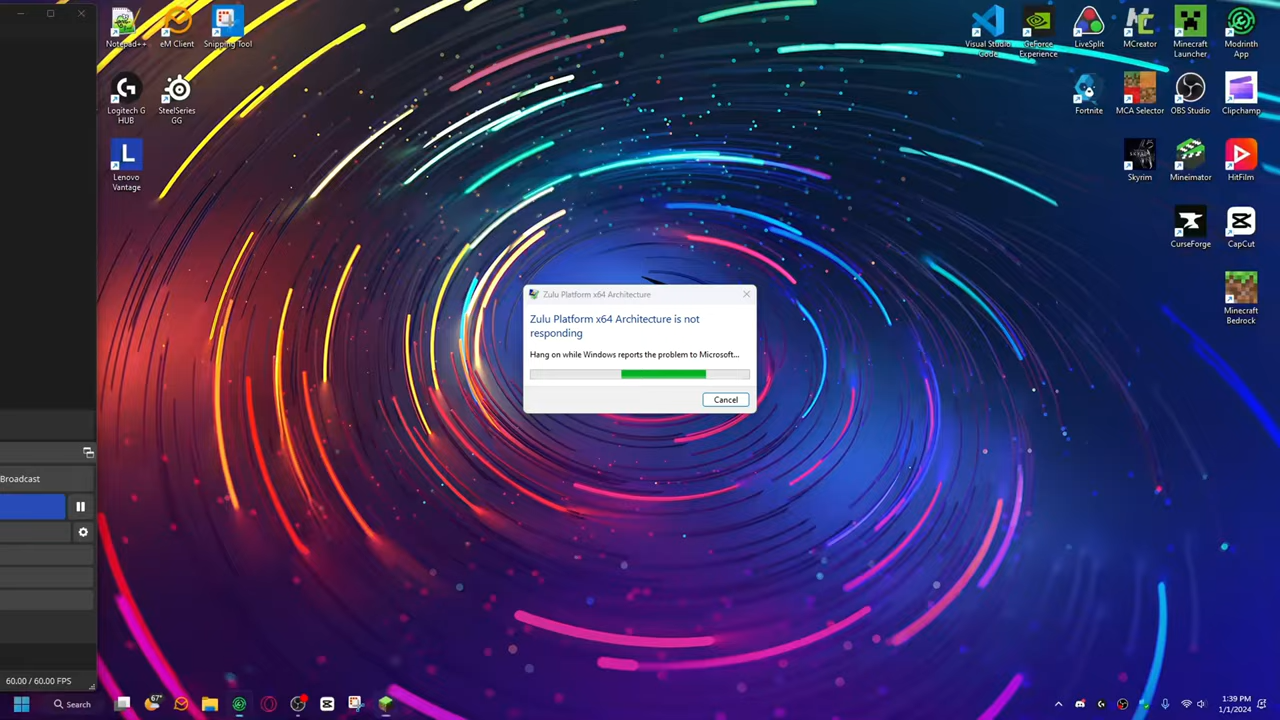 Notepad++
eM Client
Snipping Tool
Logitech G
HUB
SteelSeries
GG
Lenovo
Vantage
Visual Studio
Code
GeForce
Experience
LiveSplit
MCreator
Minecraft
Launcher
Modrinth
App
Fortnite
MCA Selector
OBS Studio
Clipchamp
Skyrim
Mineimator
HitFilm
CurseForge
CapCut
Minecraft
Bedrock
Zulu Platform x64 Architecture
Zulu Platform x64 Architecture is not
responding
Hang on while Windows reports the problem to Microsoft...
Cancel
Broadcast
60.00 / 60.00 FPS
Search
67°
1:39 PM
1/1/2024